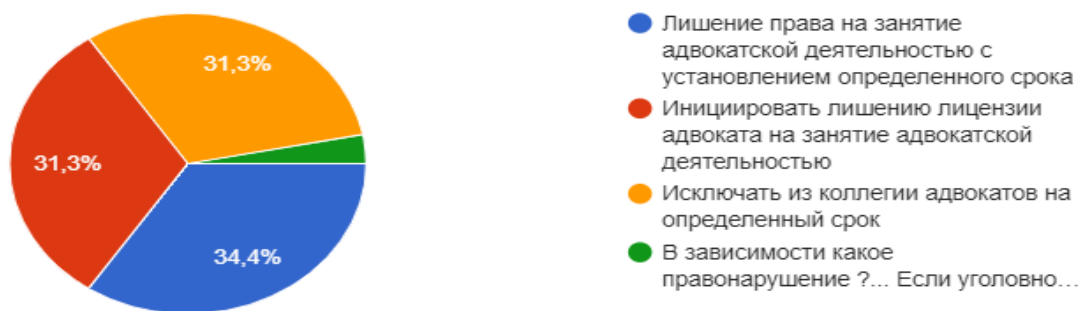 31,3%
31,3%
34,4%
Лишение права на занятие
адвокатской деятельностью с
установлением определенного срока
Инициировать лишению лицензии
адвоката на занятие адвокатской
деятельностью
Исключать из коллегии адвокатов на
определенный срок
В зависимости какое
правонарушение ?... Если уголовно…